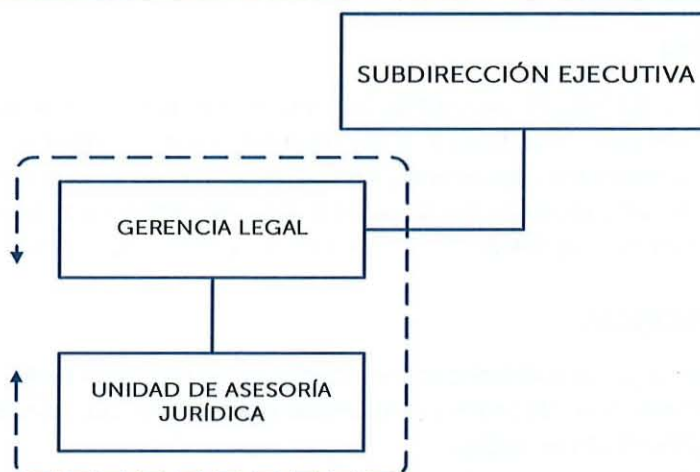 SUBDIRECCIÓN EJECUTIVA
GERENCIA LEGAL
UNIDAD DE ASESORÍA
JURÍDICA